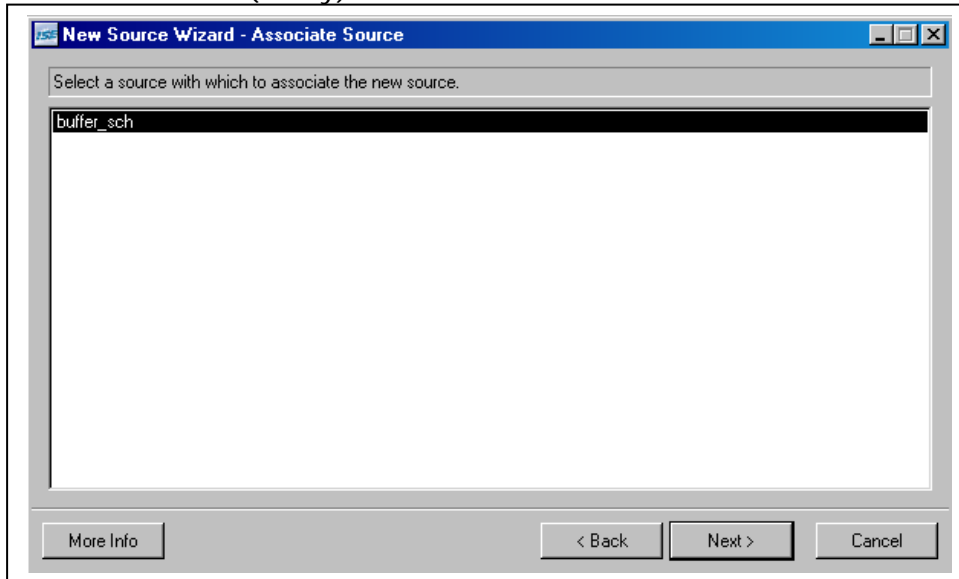 ISE New Source Wizard - Associate Source
Select a source with which to associate the new source.
buffer_sch
More Info < Back Next > Cancel